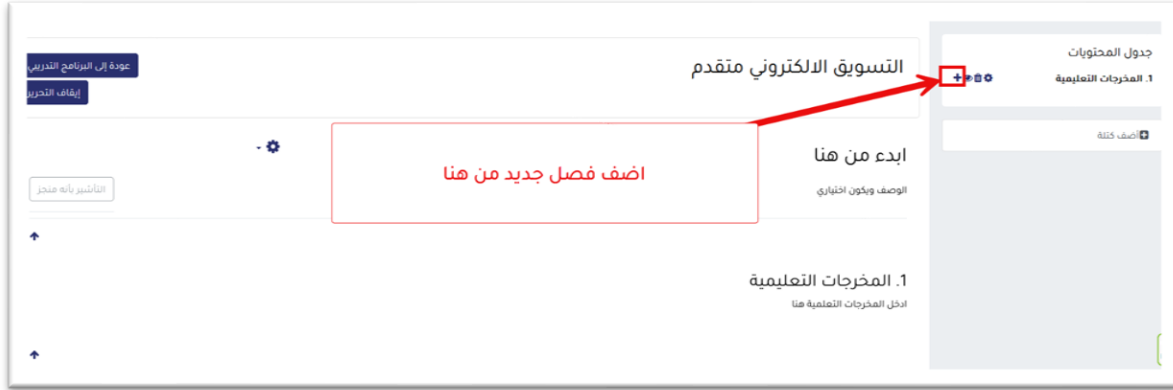 جدول المحتويات
1. المخرجات التعليمية
أضف كتلة
التسويق الالكتروني متقدم
عودة إلى البرنامج التدريبي
إيقاف التحرير
اضف فصل جديد من هنا
ابدء من هنا
الوصف ويكون اختياري
التأشير بأنه منجز
1. المخرجات التعليمية
ادخل المخرجات التعلمية هنا